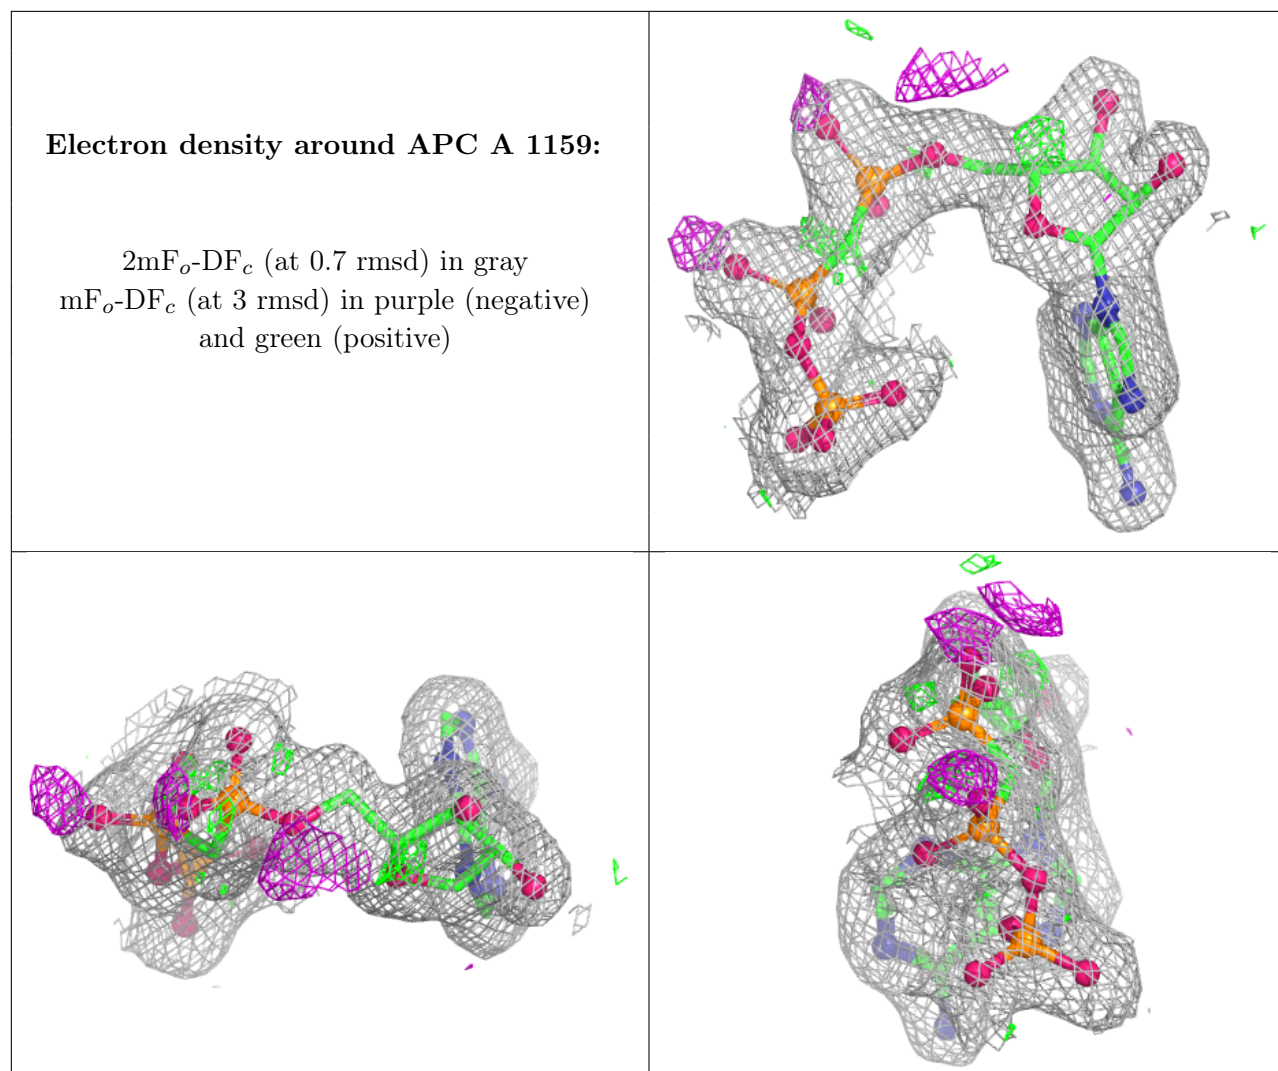 Electron density around APC A 1159:
2mFo-DFc (at 0.7 rmsd) in gray
mFo-DFc (at 3 rmsd) in purple (negative)
and green (positive)